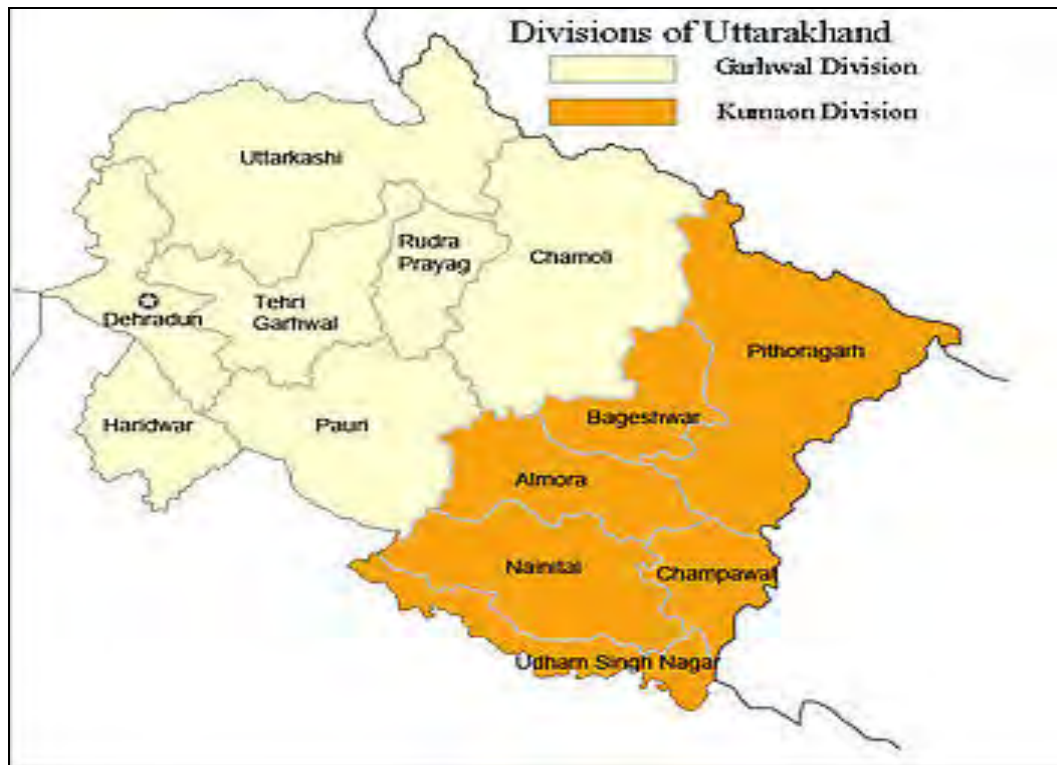 Divisions of Uttarakhand
Garhwal Division
Kumaon Division
Uttarkashi
Rudra
Prayag
Chamoli
Tehri
Garhwal
Dehradun
Pithoragarh
Haridwar
Pauri
Bageshwar
Almora
Nainital
Champawat
Udham Singh Nagar